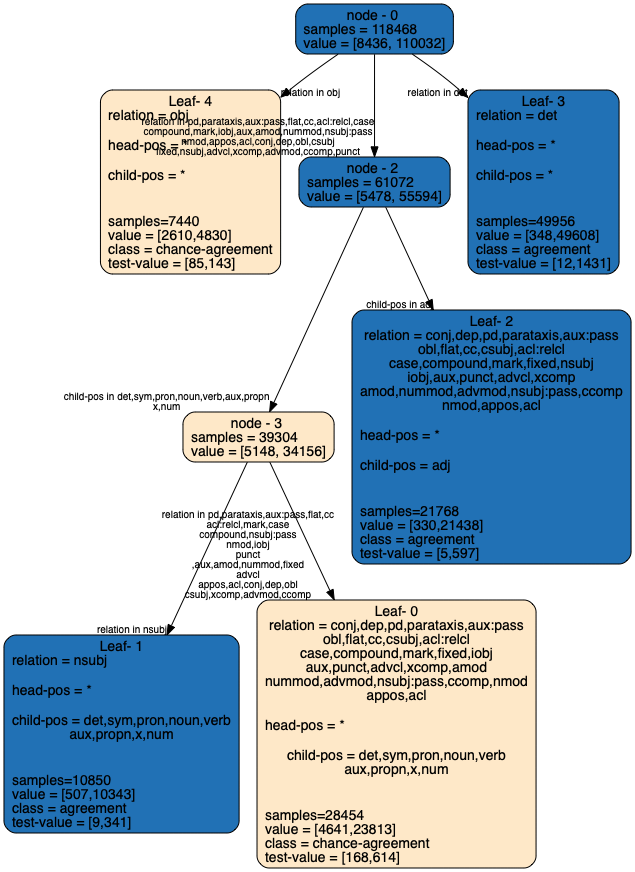 node - 0
samples = 118468
value = [8436, 110032]
relation in obj
relation in det
Leaf- 4
relation = obj
head-pos = *
child-pos = *
samples=7440
value = [2610,4830]
class = chance-agreement
test-value = [85,143]
relation in pd,parataxis,aux:pass,flat,cc,acl:relcl,case
compound,mark,iobj,aux,amod,nummod,nsubj:pass
nmod,appos,acl,conj,dep,obl,csubj
fixed,nsubj,advcl,xcomp,advmod,ccomp,punct
Leaf- 3
relation = det
head-pos = *
child-pos = *
samples=49956
value = [348,49608]
class = agreement
test-value = [12,1431]
node - 2
samples = 61072
value = [5478, 55594]
child-pos in adj
Leaf- 2
relation = conj,dep,pd,parataxis,aux:pass
obl,flat,cc,csubj,acl:relcl
case,compound,mark,fixed,nsubj
iobj,aux,punct,advcl,xcomp
amod,nummod,advmod,nsubj:pass,ccomp
nmod,appos,acl
head-pos = *
child-pos = adj
samples=21768
value = [330,21438]
class = agreement
test-value = [5,597]
child-pos in det,sym,pron,noun,verb,aux,propn
x,num
node - 3
samples = 39304
value = [5148, 34156]
relation in pd,parataxis,aux:pass,flat,cc
acl:relcl,mark,case
compound,nsubj:pass
nmod,iobj
punct
,aux,amod,nummod,fixed
advcl
appos,acl,conj,dep,obl
csubj,xcomp,advmod,ccomp
relation in nsubj
Leaf- 1
relation = nsubj
head-pos = *
child-pos = det,sym,pron,noun,verb
aux,propn,x,num
samples=10850
value = [507,10343]
class = agreement
test-value = [9,341]
Leaf- 0
relation = conj,dep,pd,parataxis,aux:pass
obl,flat,cc,csubj,acl:relcl
case,compound,mark,fixed,iobj
aux,punct,advcl,xcomp,amod
nummod,advmod,nsubj:pass,ccomp,nmod
appos,acl
head-pos = *
child-pos = det,sym,pron,noun,verb
aux,propn,x,num
samples=28454
value = [4641,23813]
class = chance-agreement
test-value = [168,614]